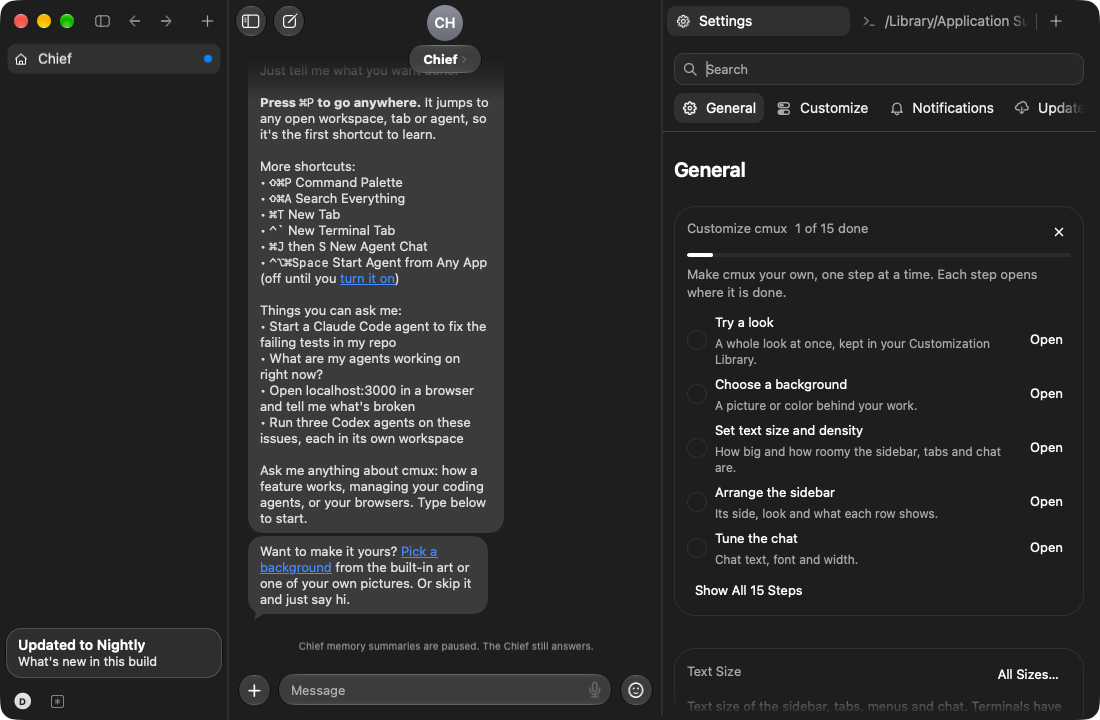 Chief
Updated to Nightly
What's new in this build
D
CH
Chief
Just tell me what you want done.
Press ⌘P to go anywhere. It jumps to
any open workspace, tab or agent, so
it's the first shortcut to learn.
More shortcuts:
• ⇧⌘P Command Palette
• ⇧⌘A Search Everything
• ⌘T New Tab
• ^` New Terminal Tab
• ⌘J then S New Agent Chat
• ^⌥⌘Space Start Agent from Any App
(off until you turn it on)
Things you can ask me:
• Start a Claude Code agent to fix the
failing tests in my repo
• What are my agents working on
right now?
• Open localhost:3000 in a browser
and tell me what's broken
• Run three Codex agents on these
issues, each in its own workspace
Ask me anything about cmux: how a
feature works, managing your coding
agents, or your browsers. Type below
to start.
Want to make it yours? Pick a
background from the built-in art or
one of your own pictures. Or skip it
and just say hi.
Chief memory summaries are paused. The Chief still answers.
Message
Settings
/Library/Application Su
Search
General
Customize
Notifications
Update
General
Customize cmux 1 of 15 done
Make cmux your own, one step at a time. Each step opens
where it is done.
Try a look
A whole look at once, kept in your Customization
Library.
Open
Choose a background
A picture or color behind your work.
Open
Set text size and density
How big and how roomy the sidebar, tabs and chat
are.
Open
Arrange the sidebar
Its side, look and what each row shows.
Open
Tune the chat
Chat text, font and width.
Open
Show All 15 Steps
Text Size
All Sizes...
Text size of the sidebar, tabs, menus and chat. Terminals have